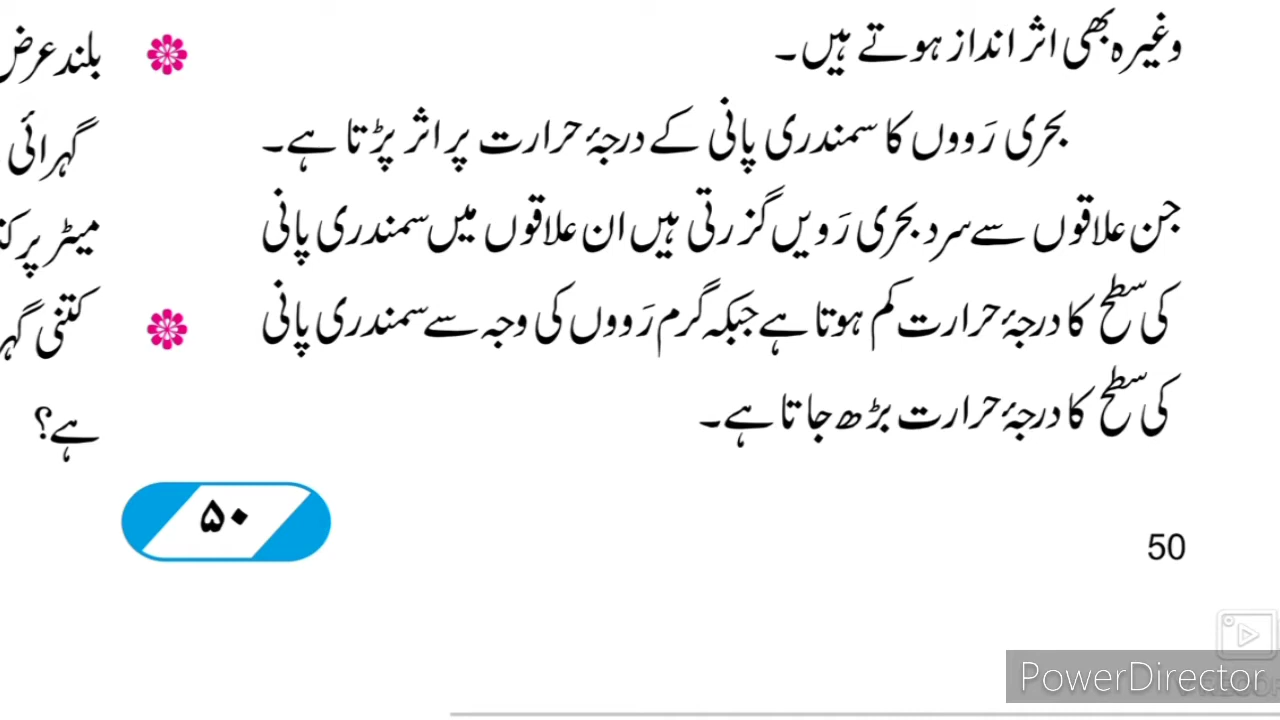 وغیرہ بھی اثر انداز ہوتے ہیں۔
بحری رَووں کا سمندری پانی کے درجۂ حرارت پر اثر پڑتا ہے۔
جن علاقوں سے سرد بحری رَویں گزرتی ہیں ان علاقوں میں سمندری پانی
کی سطح کا درجۂ حرارت کم ہوتا ہے جبکہ گرم رَووں کی وجہ سے سمندری پانی
کی سطح کا درجۂ حرارت بڑھ جاتا ہے۔
بلند عرض
گہرائی
میٹر پر
کتنی
ہے؟
۵۰
50
PowerDirector